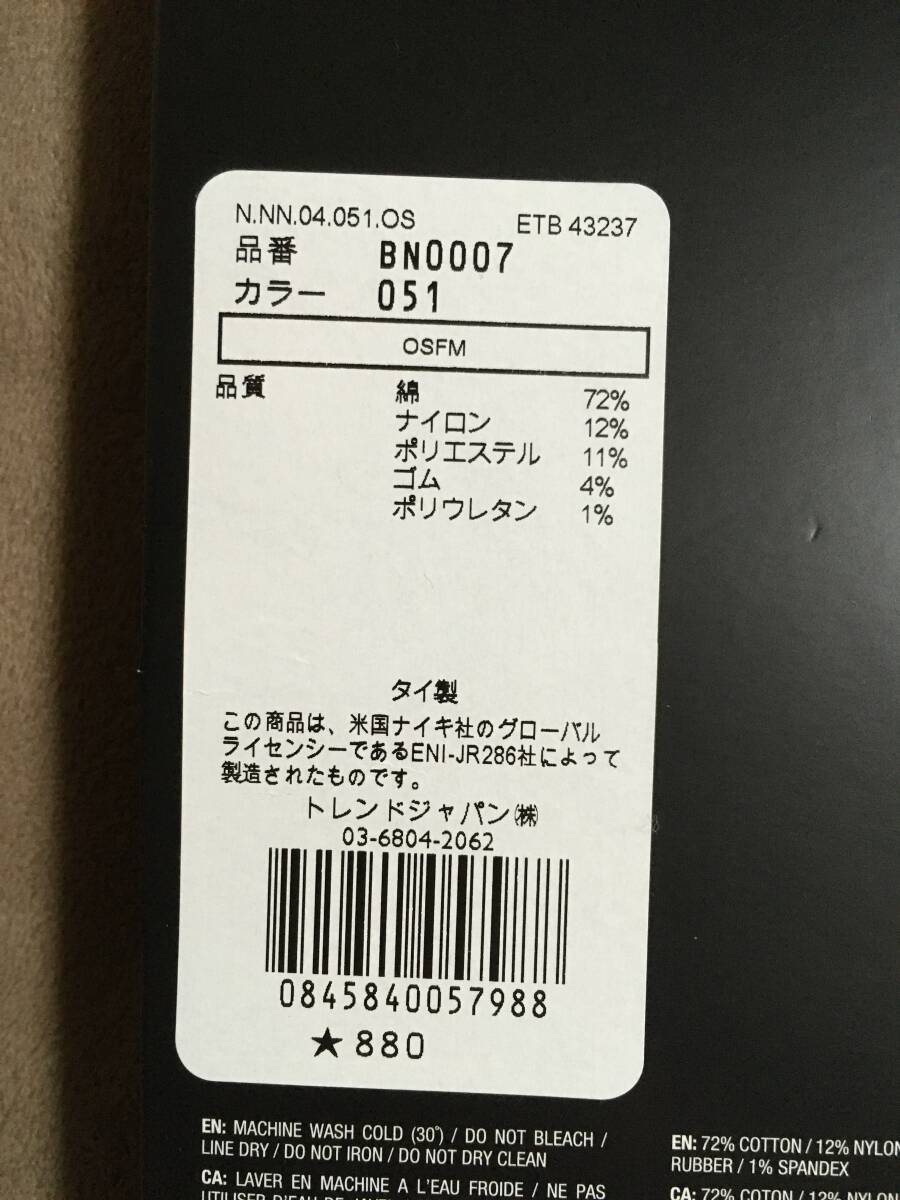 N.NN.04.051.OS ETB 43237
品番 BN0007
カラー 051
OSFM
品質 綿 72%
ナイロン 12%
ポリエステル 11%
ゴム 4%
ポリウレタン 1%
タイ製
この商品は、米国ナイキ社のグローバル
ライセンシーであるENI-JR286社によって
製造されたものです。
トレンドジャパン㈱
03-6804-2062
0845840057988
★880
EN: MACHINE WASH COLD (30°) / DO NOT BLEACH /
LINE DRY / DO NOT IRON / DO NOT DRY CLEAN
CA: LAVER EN MACHINE A L'EAU FROIDE / NE PAS
EN: 72% COTTON / 12% NYLON
RUBBER / 1% SPANDEX
CA: 72% COTON / 12% NYLON